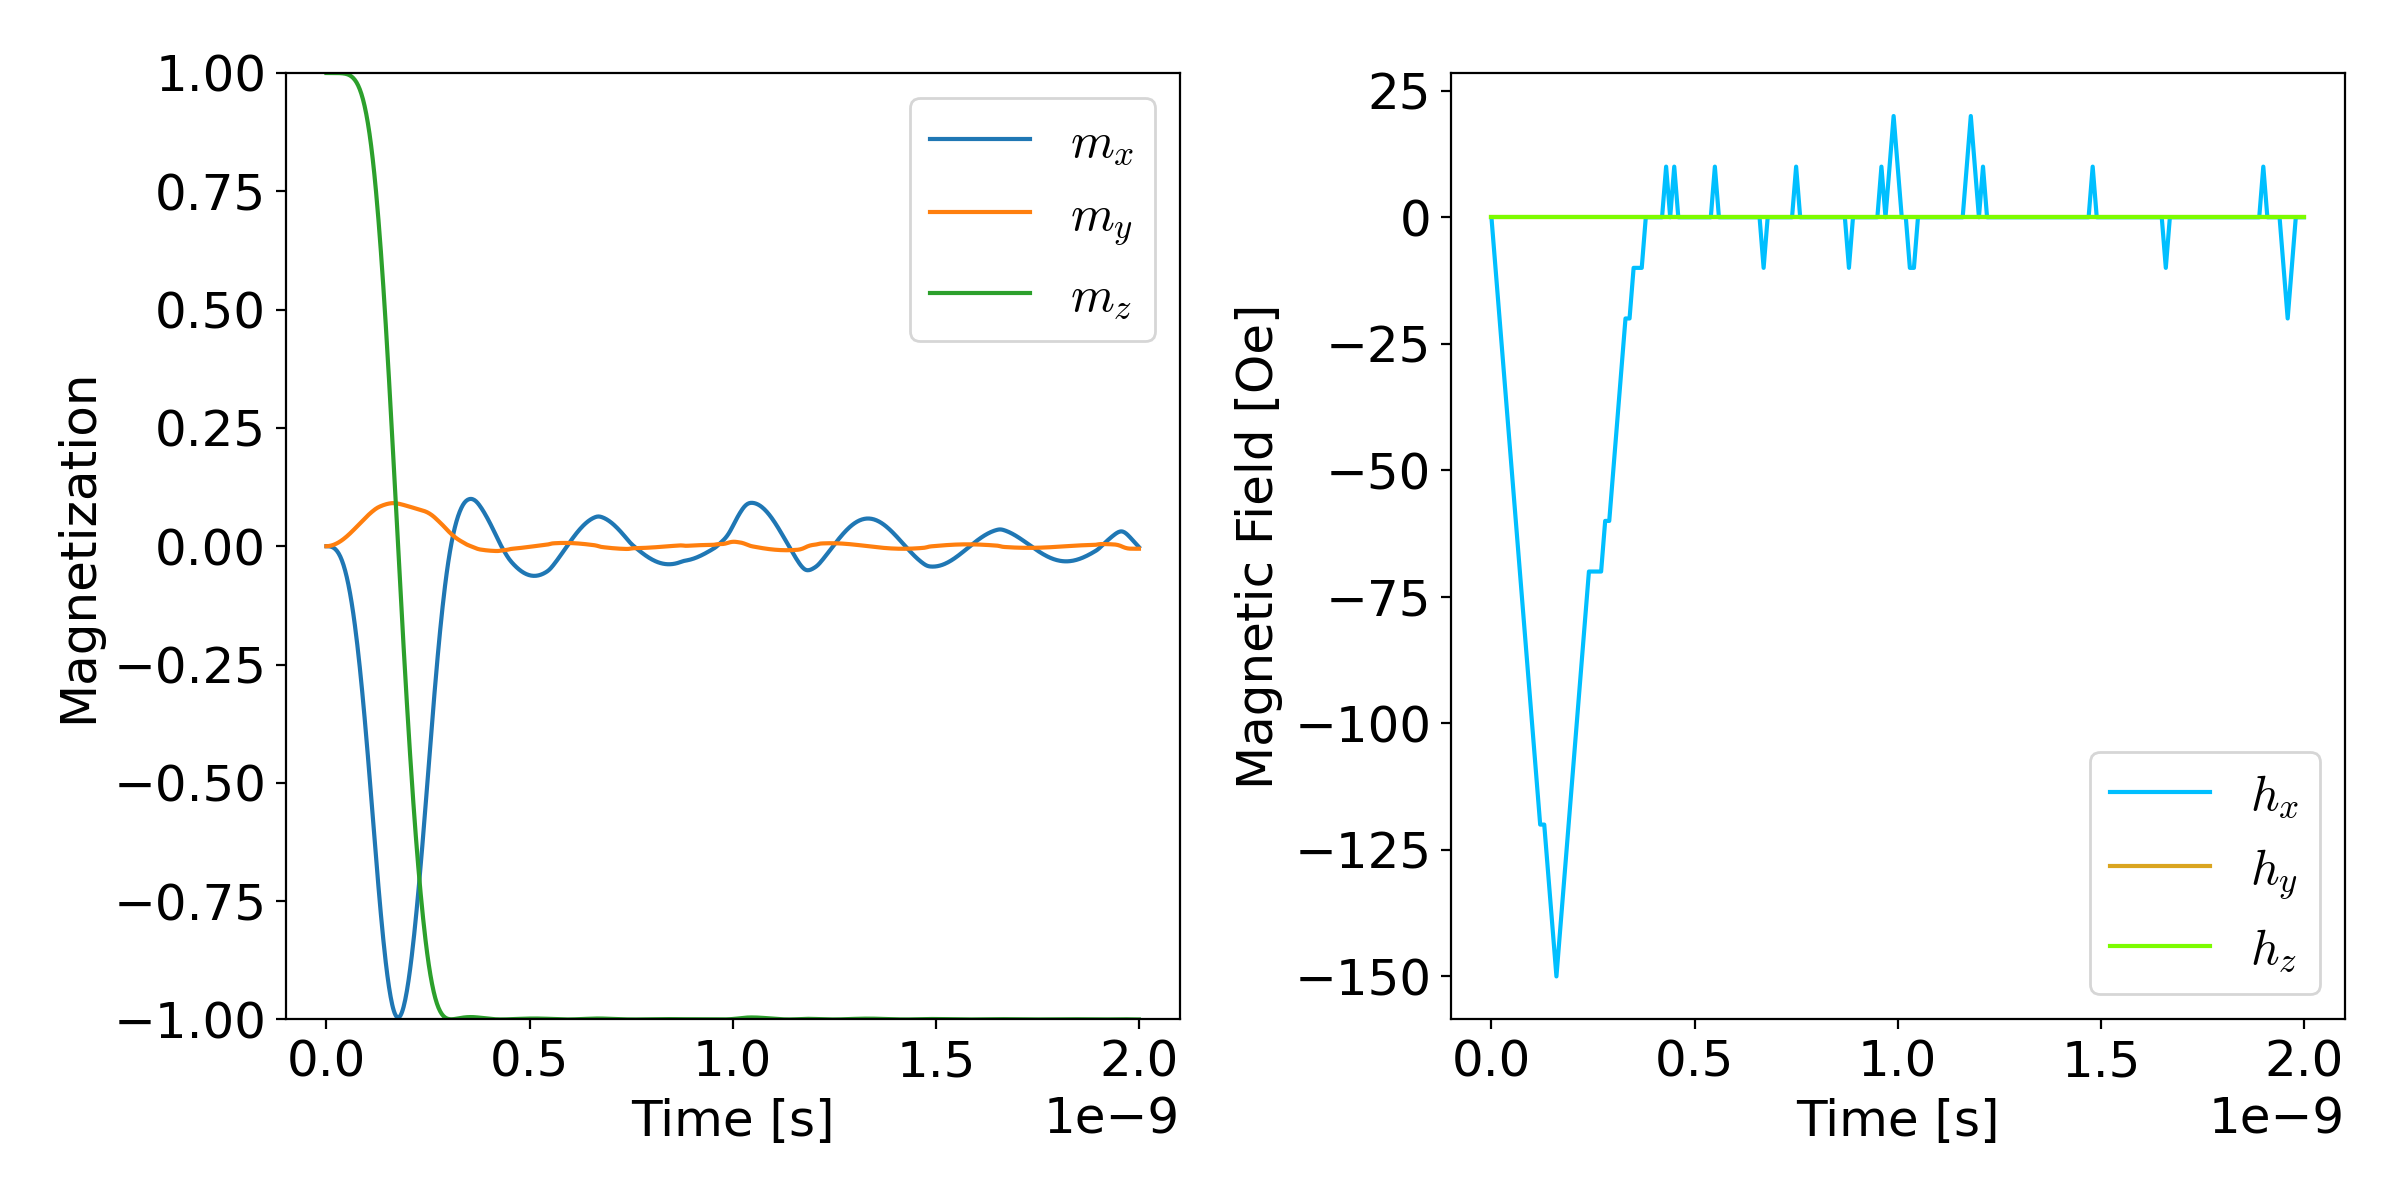 Magnetization
1.00
0.75
0.50
0.25
0.00
−0.25
−0.50
−0.75
−1.00
0.0 0.5 1.0 1.5 2.0
Time [s]
1e−9
m_x
m_y
m_z
Magnetic Field [Oe]
25
0
−25
−50
−75
−100
−125
−150
0.0 0.5 1.0 1.5 2.0
Time [s]
1e−9
h_x
h_y
h_z